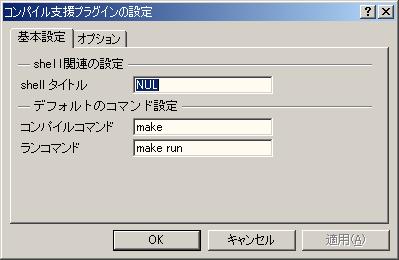 コンパイル支援プラグインの設定
基本設定 オプション
shell関連の設定
shell タイトル NUL
デフォルトのコマンド設定
コンパイルコマンド make
ランコマンド make run
OK キャンセル 適用(A)